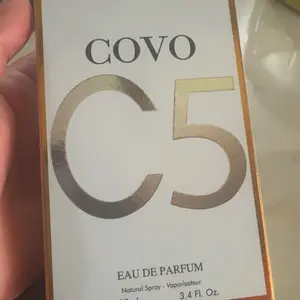 COVO
C5
EAU DE PARFUM
Natural Spray - Vaporisateur
3.4 Fl. Oz.